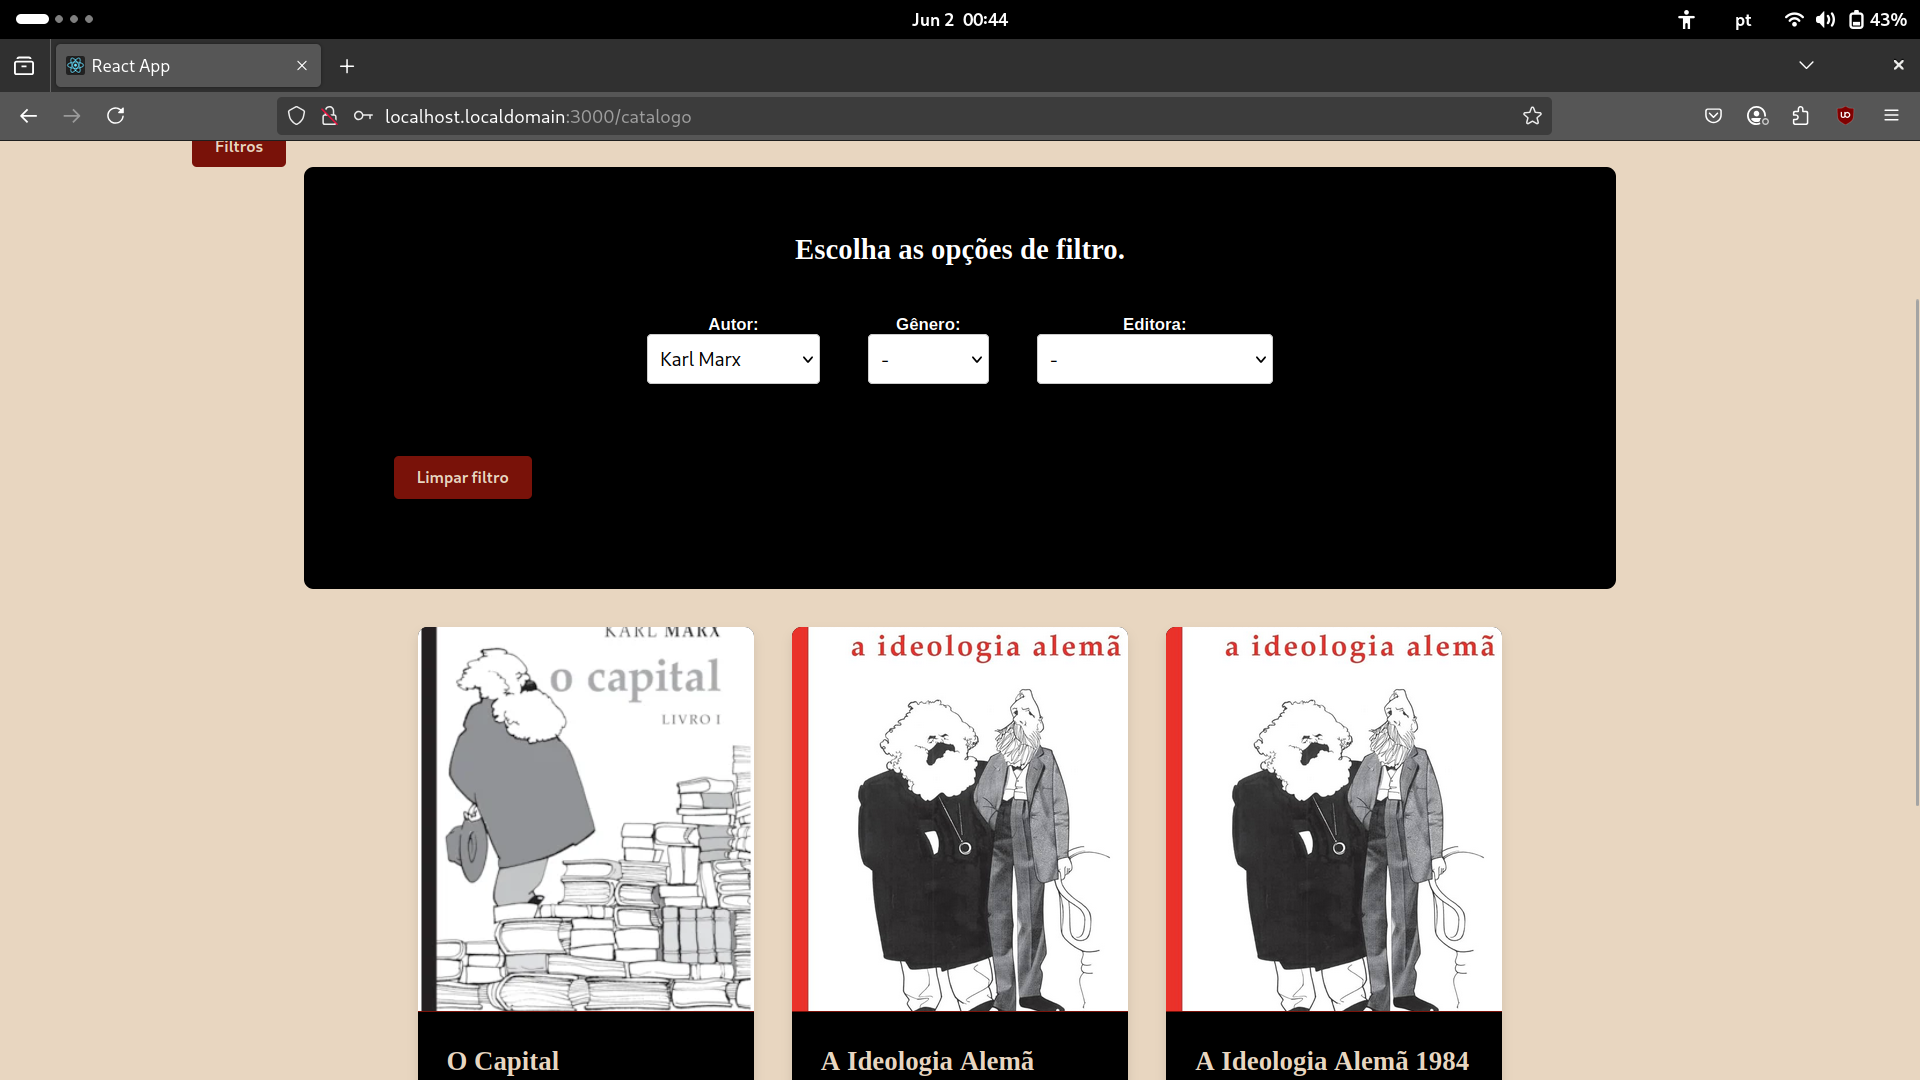 Jun 2 00:44
pt
43%
React App
localhost.localdomain:3000/catalogo
Filtros
Escolha as opções de filtro.
Autor:
Gênero:
Editora:
Karl Marx
-
-
Limpar filtro
KARL MARX
o capital
LIVRO I
a ideologia alemã
a ideologia alemã
O Capital
A Ideologia Alemã
A Ideologia Alemã 1984